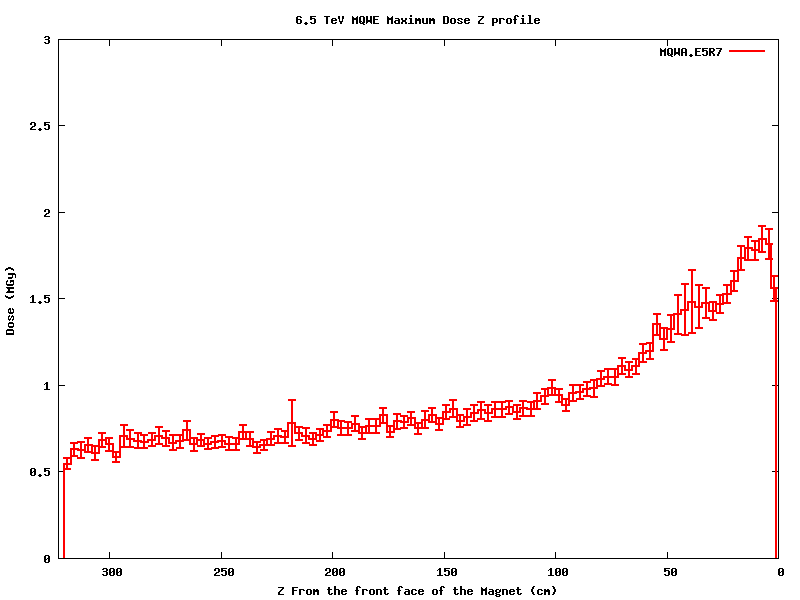 6.5 TeV MQWE Maximum Dose Z profile
MQWA.E5R7
3
2.5
2
1.5
1
0.5
0
Dose (MGy)
300 250 200 150 100 50 0
Z From the front face of the Magnet (cm)